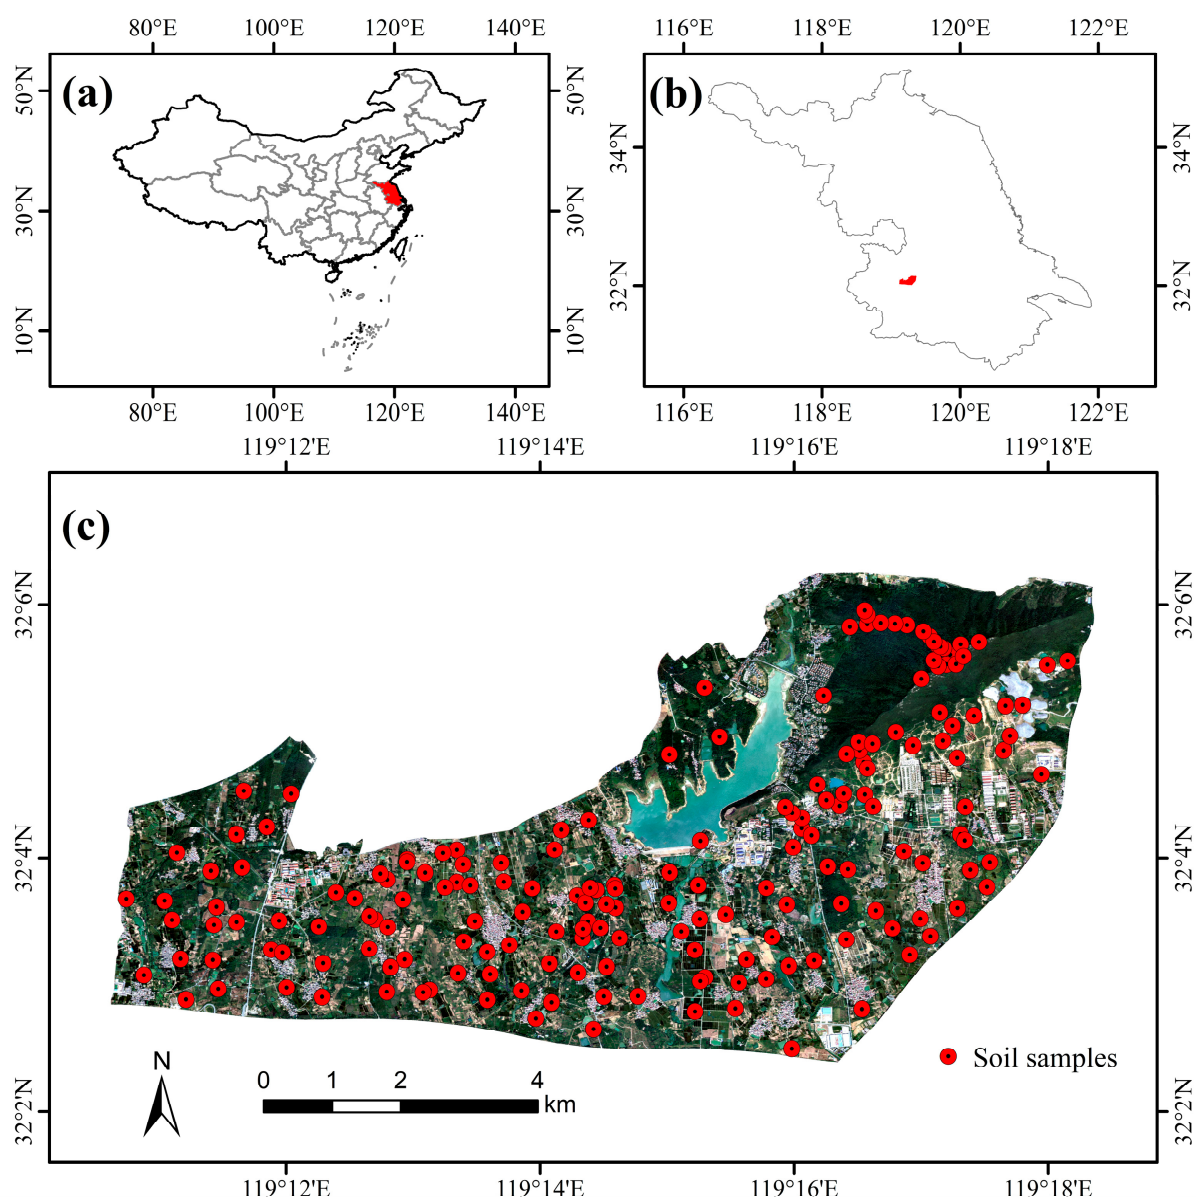 80°E 100°E 120°E 140°E
116°E 118°E 120°E 122°E
(a)
50°N
30°N
10°N
50°N
30°N
10°N
80°E 100°E 120°E 140°E
(b)
34°N
32°N
34°N
32°N
116°E 118°E 120°E 122°E
119°12'E 119°14'E 119°16'E 119°18'E
(c)
32°6'N
32°4'N
32°2'N
32°6'N
32°4'N
32°2'N
N
0 1 2 4
km
Soil samples
119°12'E 119°14'E 119°16'E 119°18'E